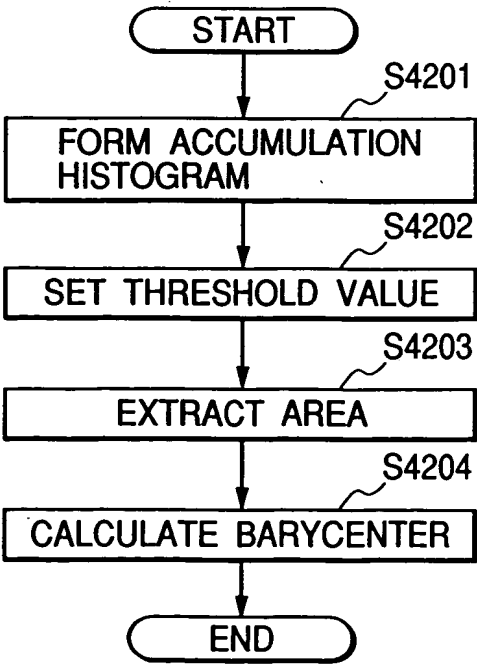 START
S4201
FORM ACCUMULATION
HISTOGRAM
S4202
SET THRESHOLD VALUE
S4203
EXTRACT AREA
S4204
CALCULATE BARYCENTER
END